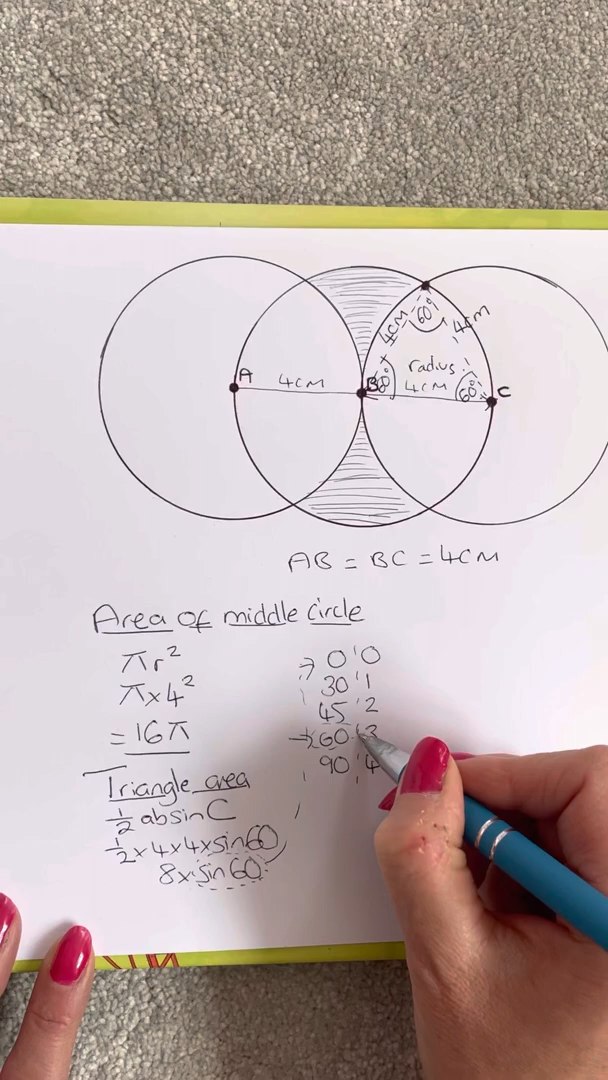 60°
4cm
4cm
radius
A
4cm
B
60°
4cm
60°
C
AB = BC = 4cm
Area of middle circle
πr²
π×4²
=16π
→ 0 0
30 1
45 2
→ 60 3
90 4
Triangle area
½absinC
½×4×4×sin60
8×sin60